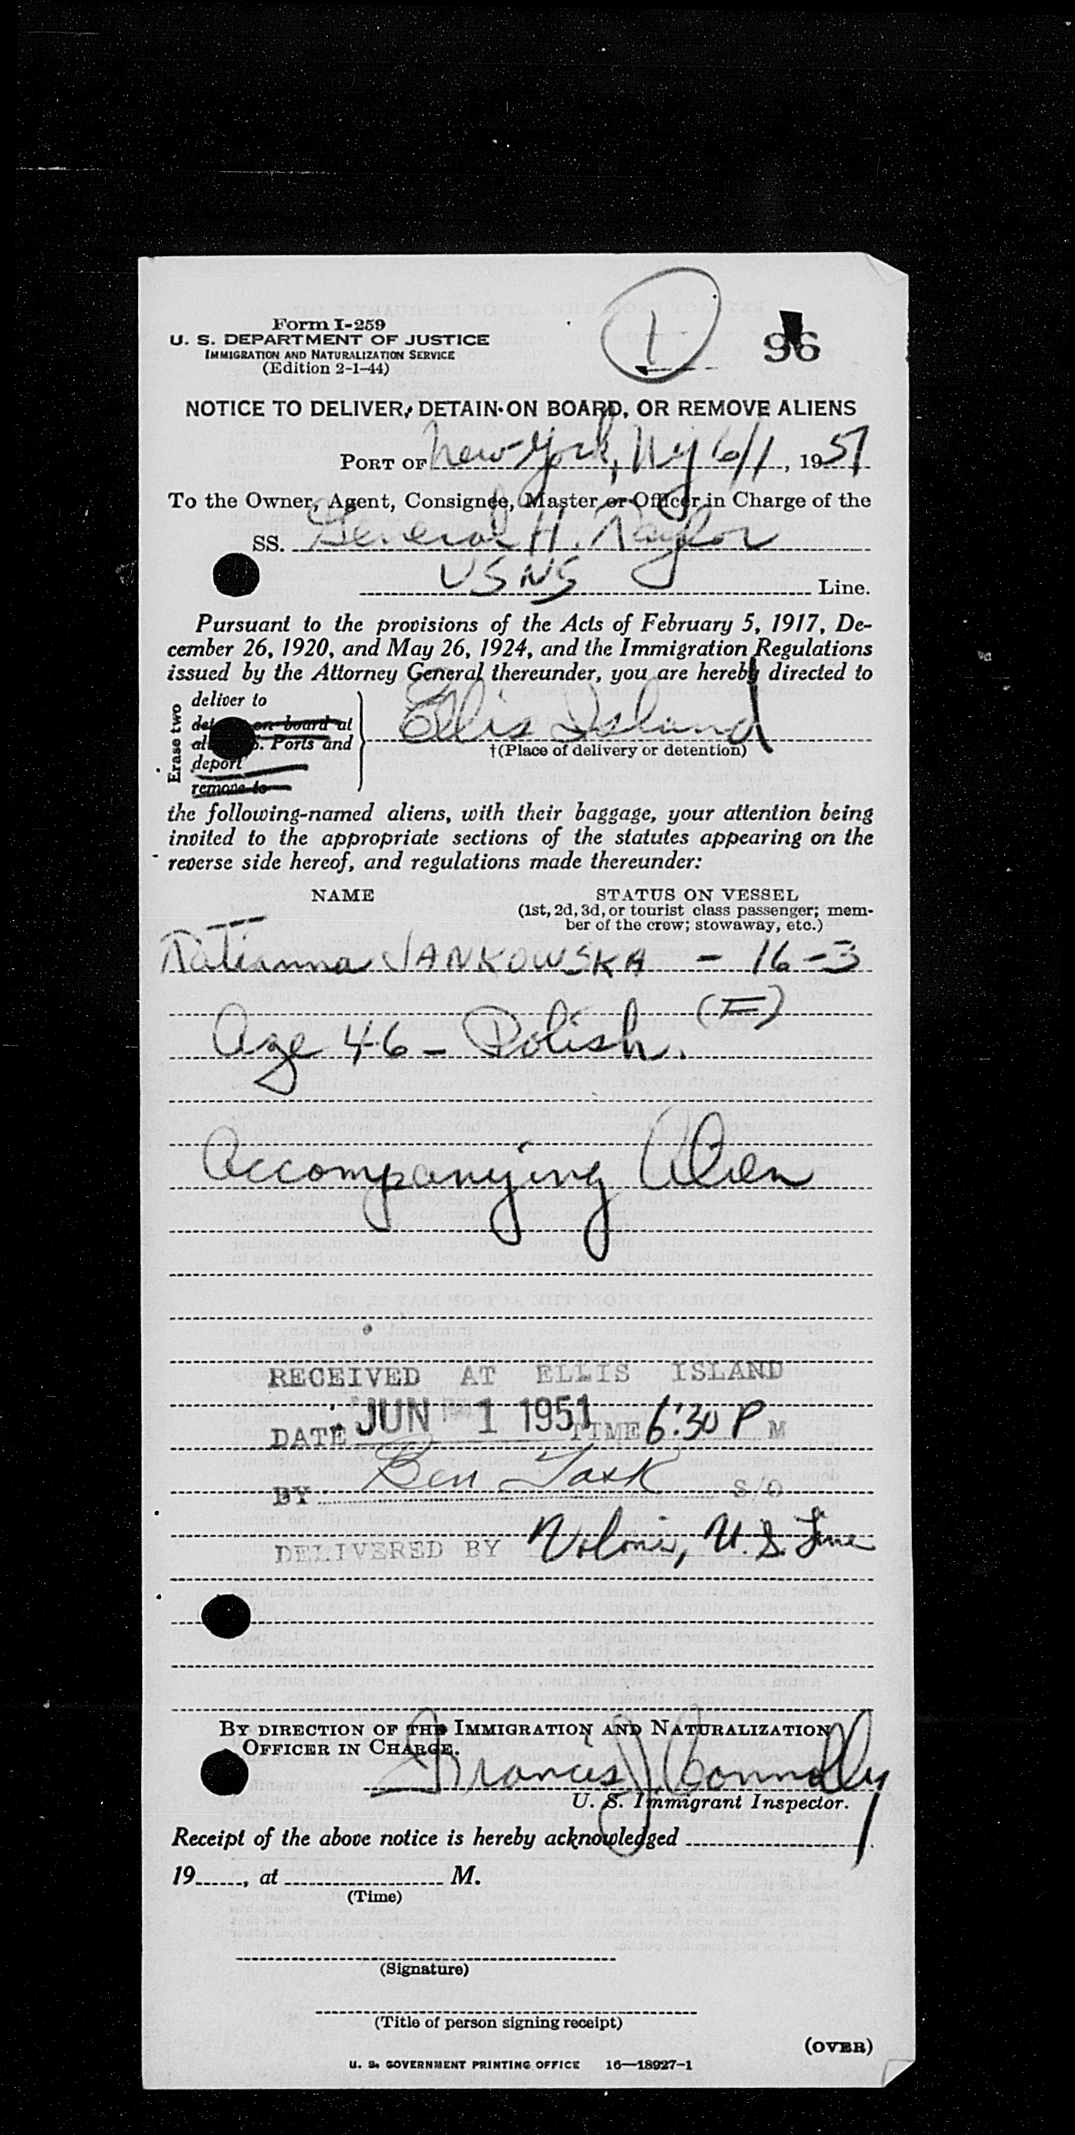 1
96
Form I-259
U. S. DEPARTMENT OF JUSTICE
IMMIGRATION AND NATURALIZATION SERVICE
(Edition 2-1-44)
NOTICE TO DELIVER, DETAIN ON BOARD, OR REMOVE ALIENS
PORT OF New York, NY 6/1, 1951
To the Owner, Agent, Consignee, Master or Officer in Charge of the
SS. General H. Taylor
USNS Line.
Pursuant to the provisions of the Acts of February 5, 1917, De-
cember 26, 1920, and May 26, 1924, and the Immigration Regulations
issued by the Attorney General thereunder, you are hereby directed to
Erase two
deliver to
detain on board at
all U. S. Ports and
deport
remove to
Ellis Island
†(Place of delivery or detention)
the following-named aliens, with their baggage, your attention being
invited to the appropriate sections of the statutes appearing on the
reverse side hereof, and regulations made thereunder:
NAME STATUS ON VESSEL
(1st, 2d, 3d, or tourist class passenger; mem-
ber of the crew; stowaway, etc.)
Tatianna JANKOWSKA - 16-3
(F)
Age 46 - Polish.
Accompanying Alien
RECEIVED AT ELLIS ISLAND
DATE JUN 1 1951 TIME 6:30 P M
BY Ben Task S/O
DELIVERED BY U. S. Line
BY DIRECTION OF THE IMMIGRATION AND NATURALIZATION
OFFICER IN CHARGE.
Francis J Connolly
U. S. Immigrant Inspector.
Receipt of the above notice is hereby acknowledged
19, at M.
(Time)
(Signature)
(Title of person signing receipt)
(OVER)
U. S. GOVERNMENT PRINTING OFFICE 16—18927-1